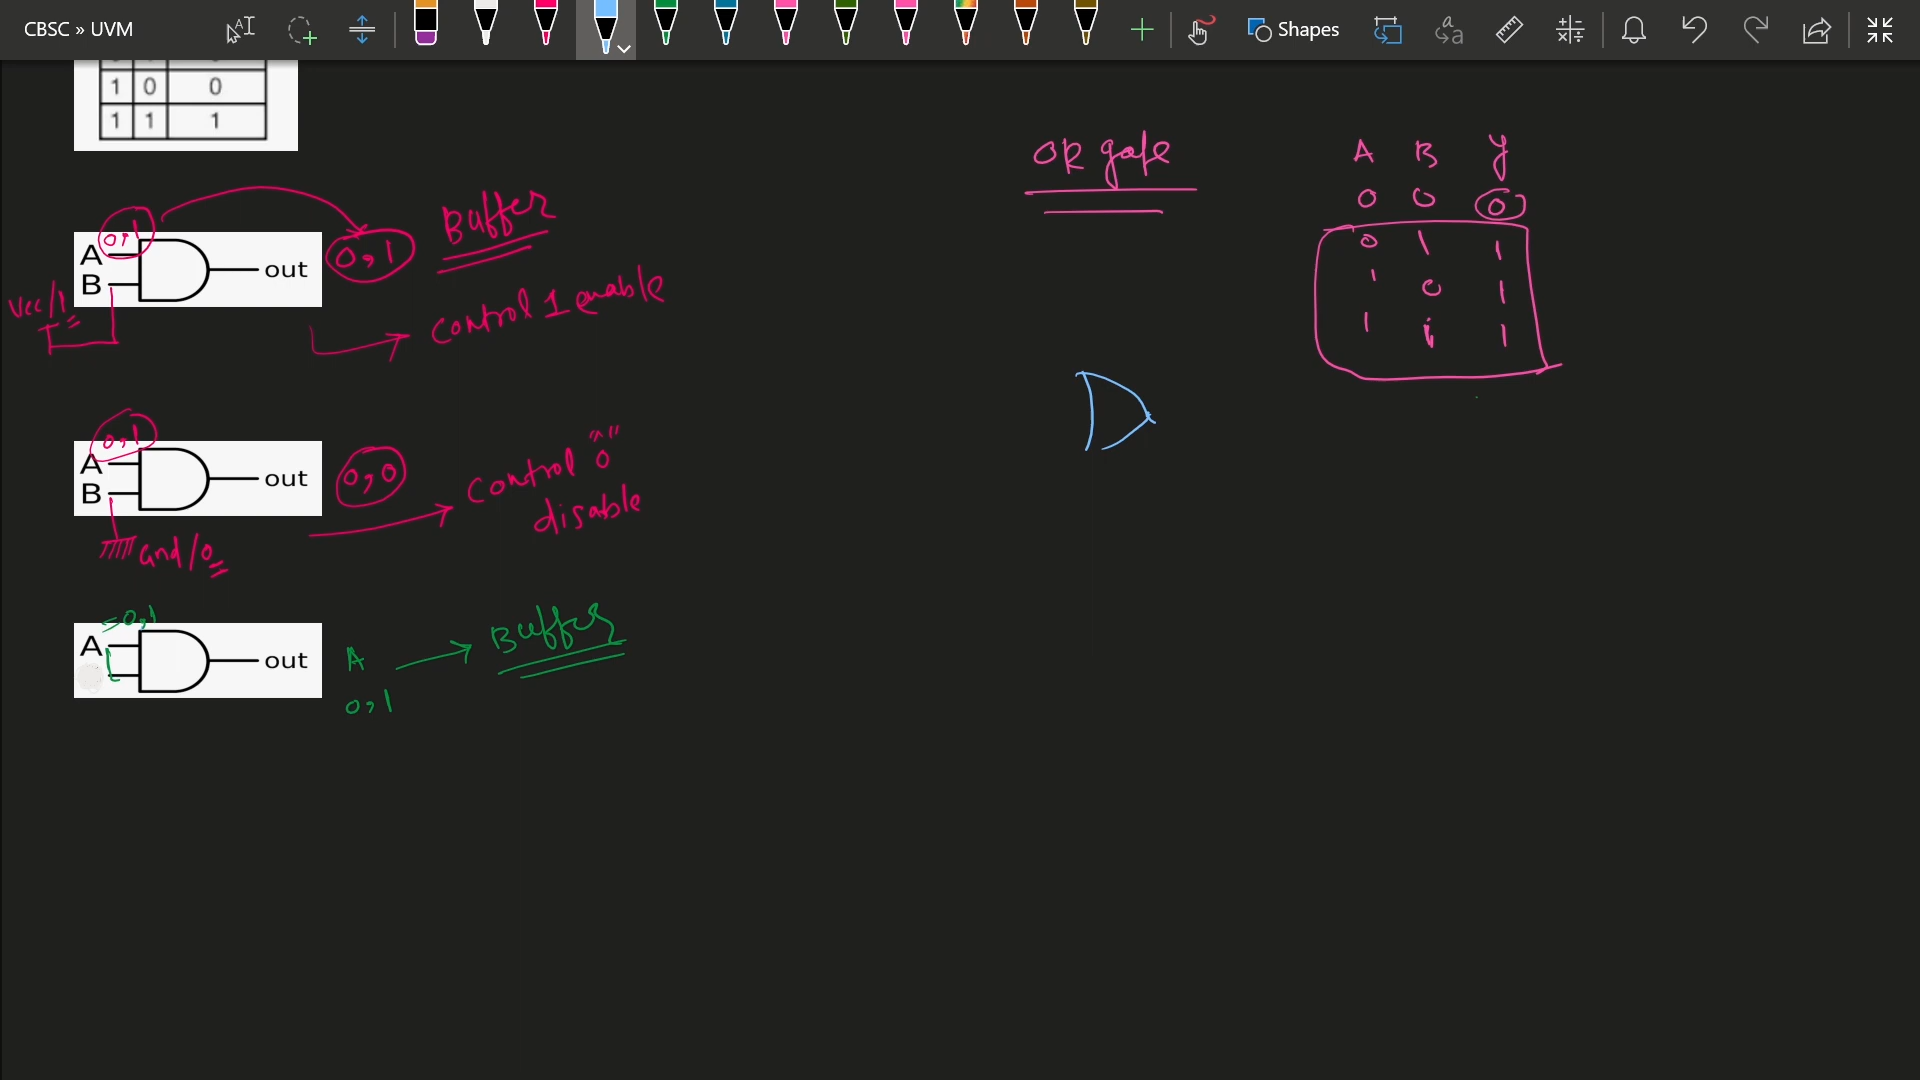 CBSC » UVM
Shapes
1 0 0
1 1 1
0,1
A
B
out
0,1
Buffer
Vcc/1
Control 1 enable
0,1
A
B
out
0,0
Control "0"
disable
Gnd/0
=0,1
A
out
A
0,1
Buffer
OR gate
A B Y
0 0 0
0 1 1
1 0 1
1 1 1